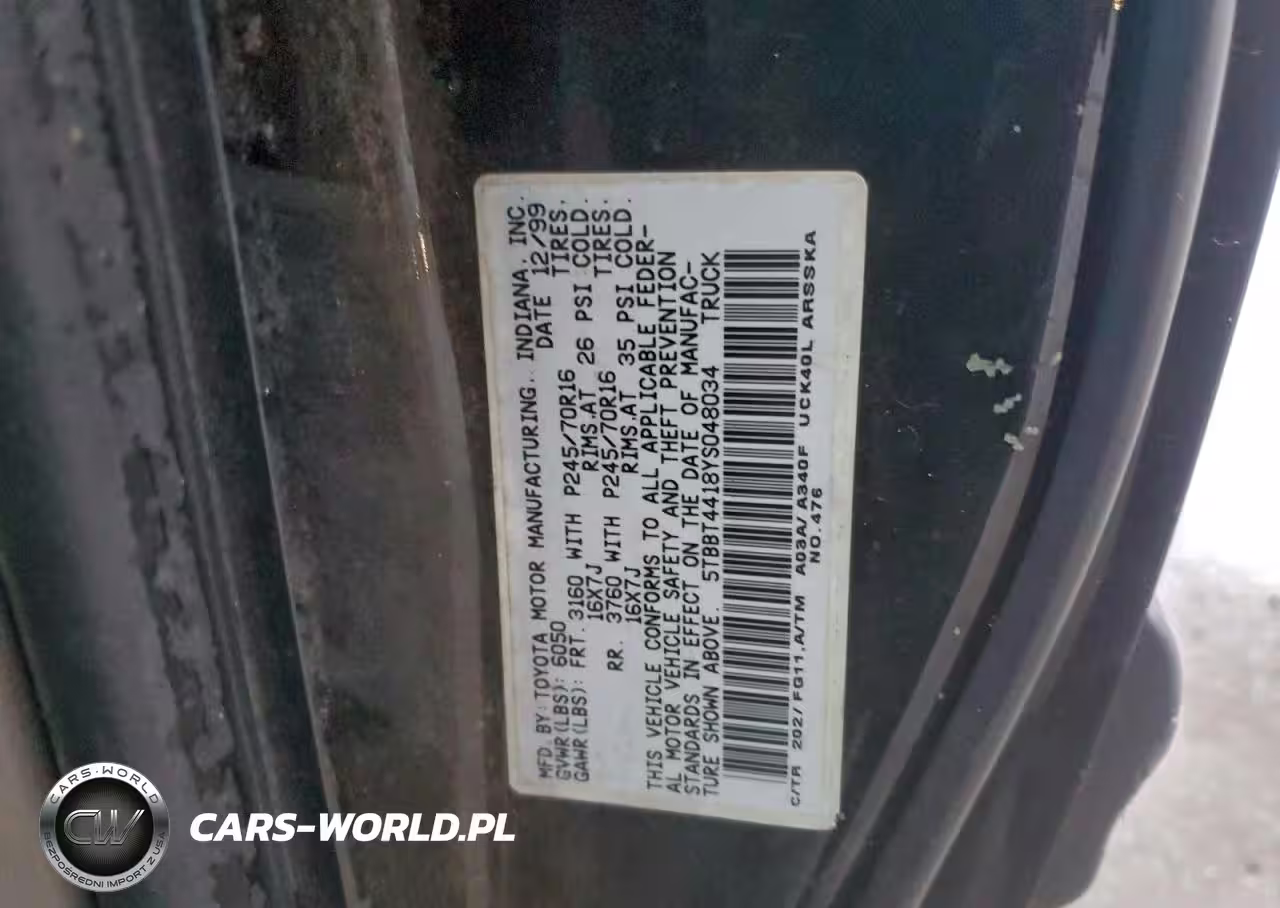 MFD. BY: TOYOTA MOTOR MANUFACTURING, INDIANA, INC.
GVWR(LBS): 6050 DATE 12/99
GAWR(LBS): FRT. 3160 WITH P245/70R16 TIRES,
16X7J RIMS,AT 26 PSI COLD.
RR. 3760 WITH P245/70R16 TIRES,
16X7J RIMS,AT 35 PSI COLD.
THIS VEHICLE CONFORMS TO ALL APPLICABLE FEDER-
AL MOTOR VEHICLE SAFETY AND THEFT PREVENTION
STANDARDS IN EFFECT ON THE DATE OF MANUFAC-
TURE SHOWN ABOVE. 5TBBT4418YS048034 TRUCK
C/TR 202/ FG11,A/TM A03A/ A340F UCK40L ARSSKA
NO.476
CARS-WORLD
CW
BEZPOŚREDNI IMPORT Z USA
CARS-WORLD.PL